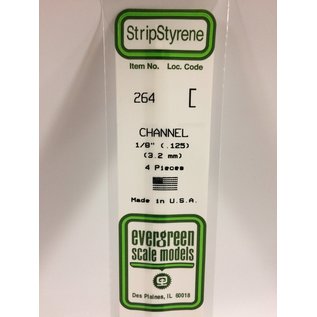 StripStyrene
Item No. Loc. Code
264
CHANNEL
1/8" (.125)
(3.2 mm)
4 Pieces
Made in U.S.A.
evergreen
scale models
Des Plaines, IL 60018